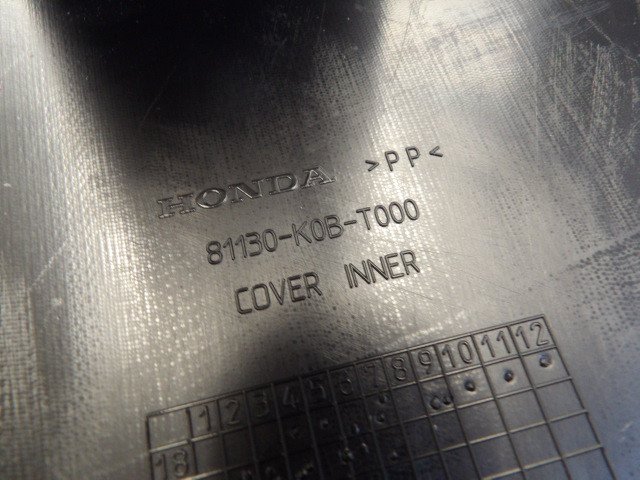 HONDA >PP<
81130-K0B-T000
COVER INNER
1 2 3 4 5 6 7 8 9 10 11 12
18